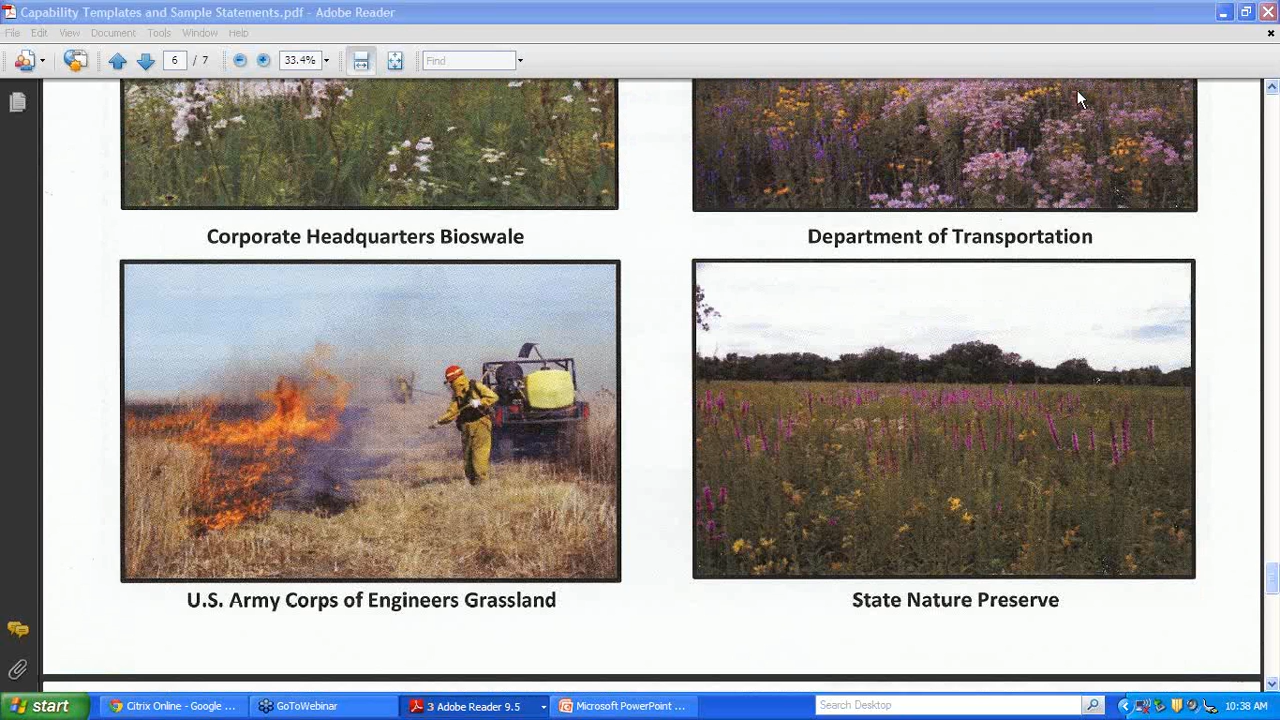 Capability Templates and Sample Statements.pdf - Adobe Reader
File Edit View Document Tools Window Help
6 / 7 33.4% Find
Corporate Headquarters Bioswale
Department of Transportation
U.S. Army Corps of Engineers Grassland
State Nature Preserve
start Citrix Online - Google ... GoToWebinar 3 Adobe Reader 9.5 Microsoft PowerPoint ... Search Desktop 10:38 AM